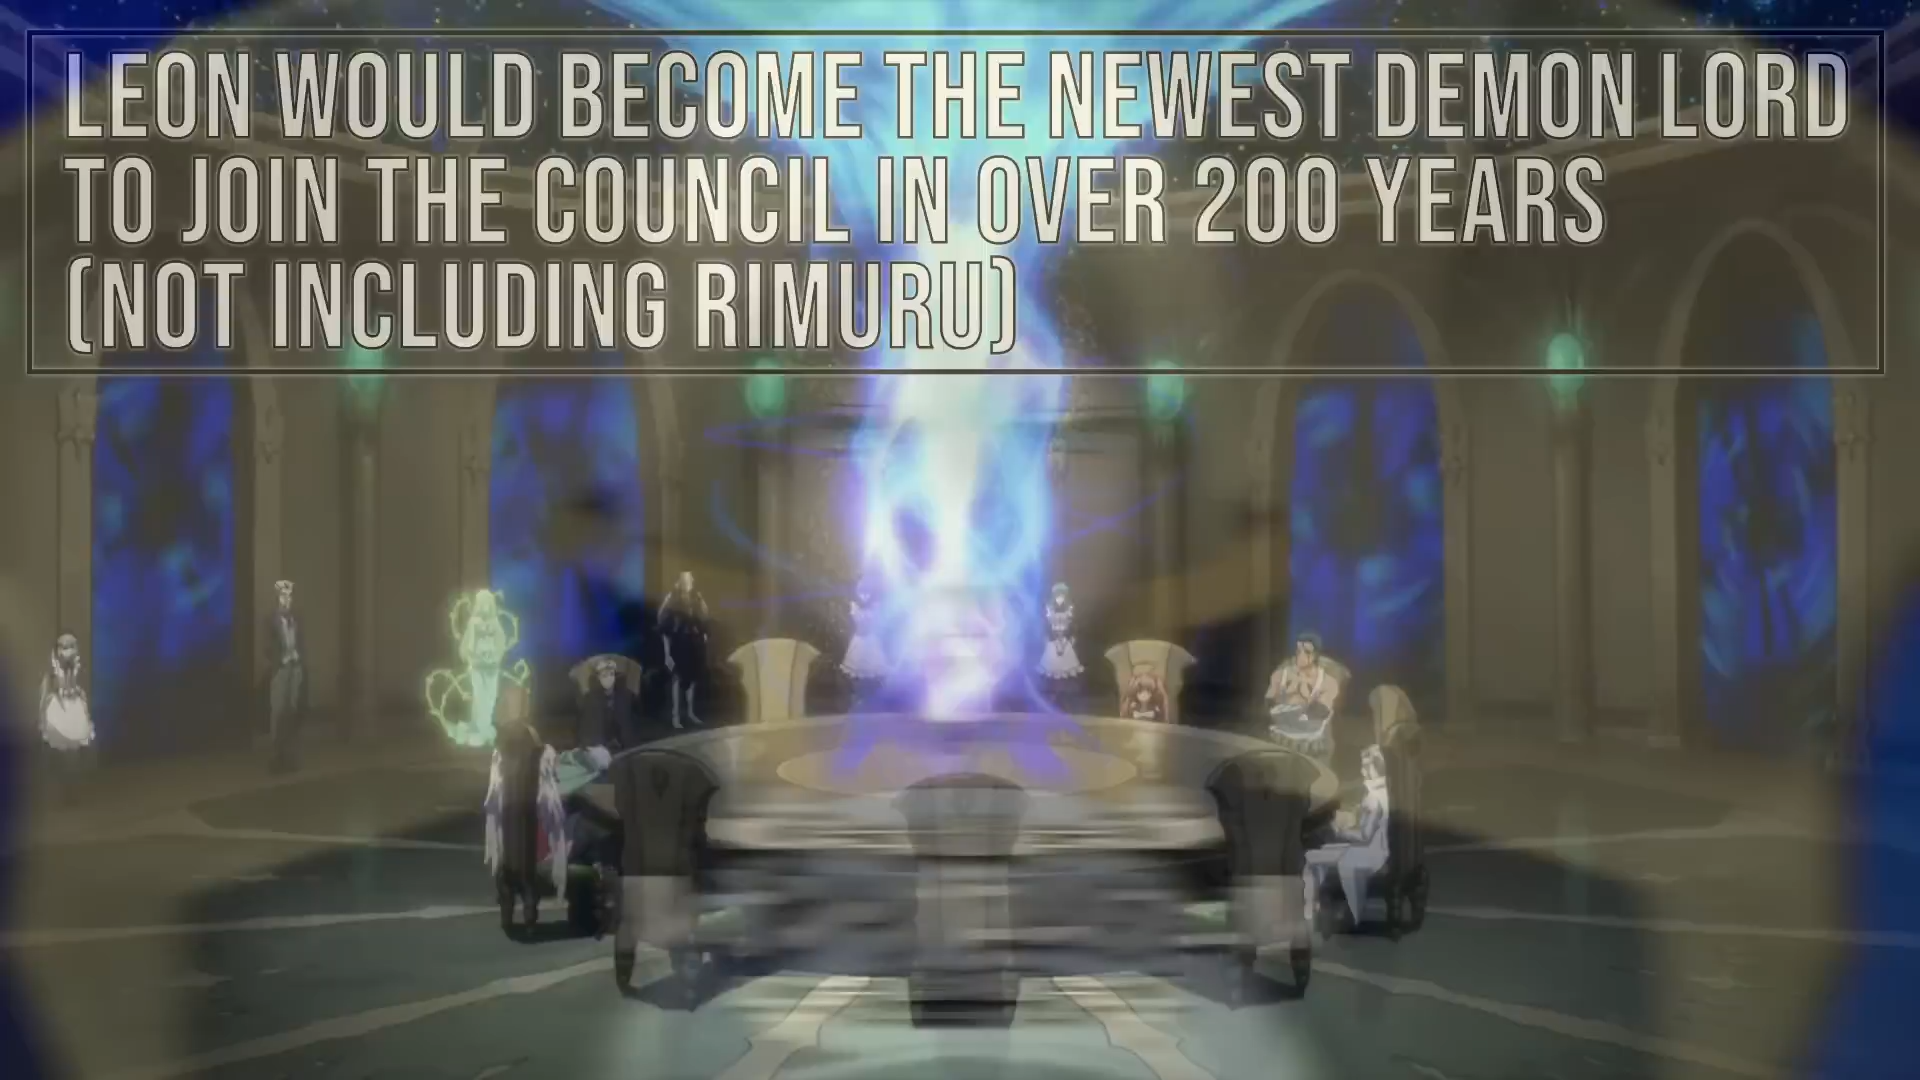 LEON WOULD BECOME THE NEWEST DEMON LORD
TO JOIN THE COUNCIL IN OVER 200 YEARS
(NOT INCLUDING RIMURU)